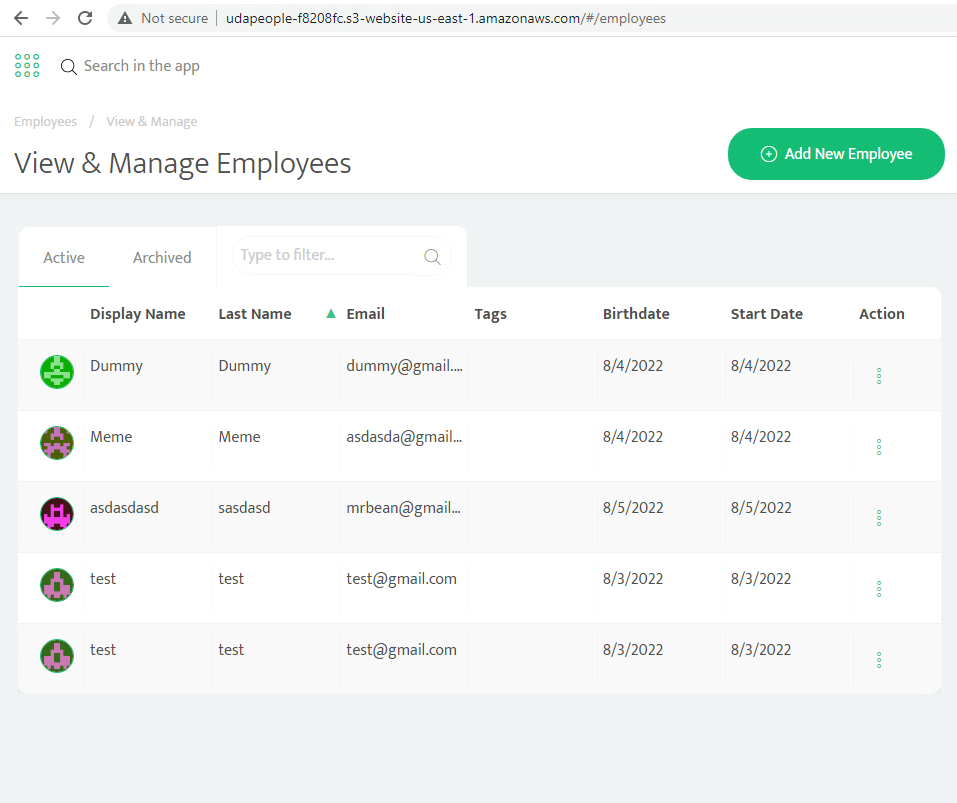 Not secure | udapeople-f8208fc.s3-website-us-east-1.amazonaws.com/#/employees
Search in the app
Employees / View & Manage
View & Manage Employees
Add New Employee
Active Archived Type to filter...
Display Name Last Name Email Tags Birthdate Start Date Action
Dummy Dummy dummy@gmail.... 8/4/2022 8/4/2022
Meme Meme asdasda@gmail... 8/4/2022 8/4/2022
asdasdasd sasdasd mrbean@gmail... 8/5/2022 8/5/2022
test test test@gmail.com 8/3/2022 8/3/2022
test test test@gmail.com 8/3/2022 8/3/2022